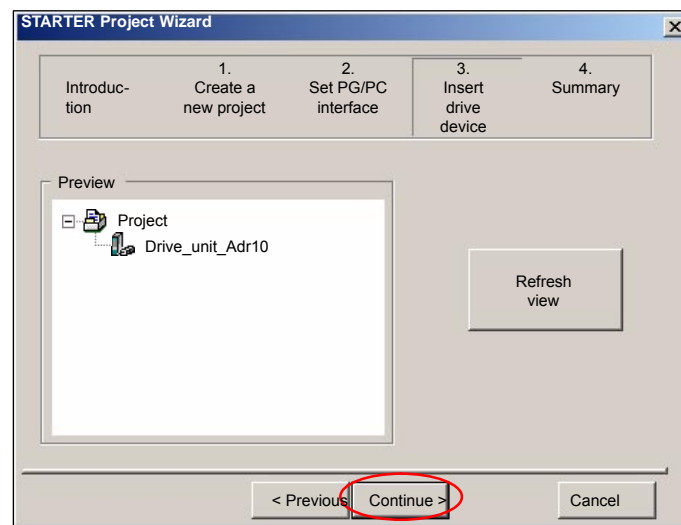 STARTER Project Wizard
Introduc-
tion
1.
Create a
new project
2.
Set PG/PC
interface
3.
Insert
drive
device
4.
Summary
Preview
Project
Drive_unit_Adr10
Refresh
view
< Previous
Continue >
Cancel